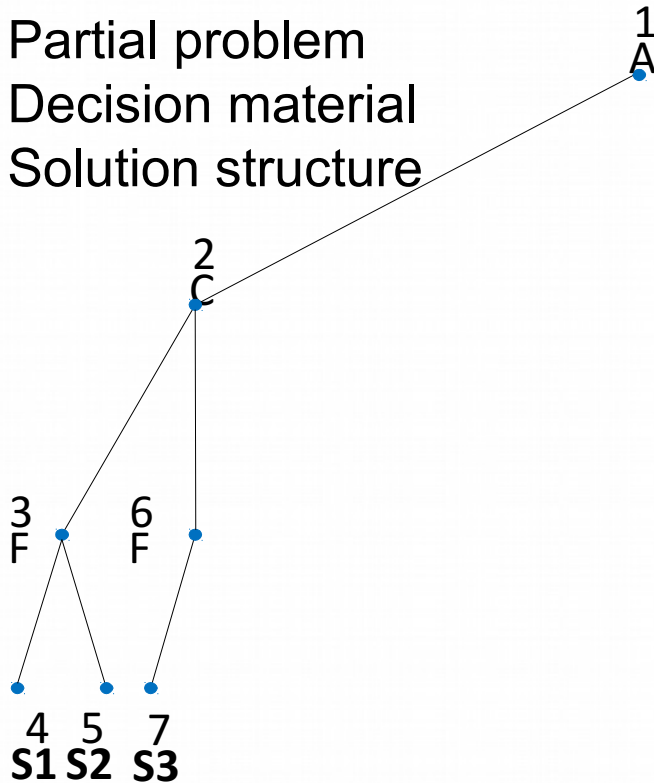 Partial problem
Decision material
Solution structure
1
A
2
C
3
F
6
F
4 5 7
S1 S2 S3